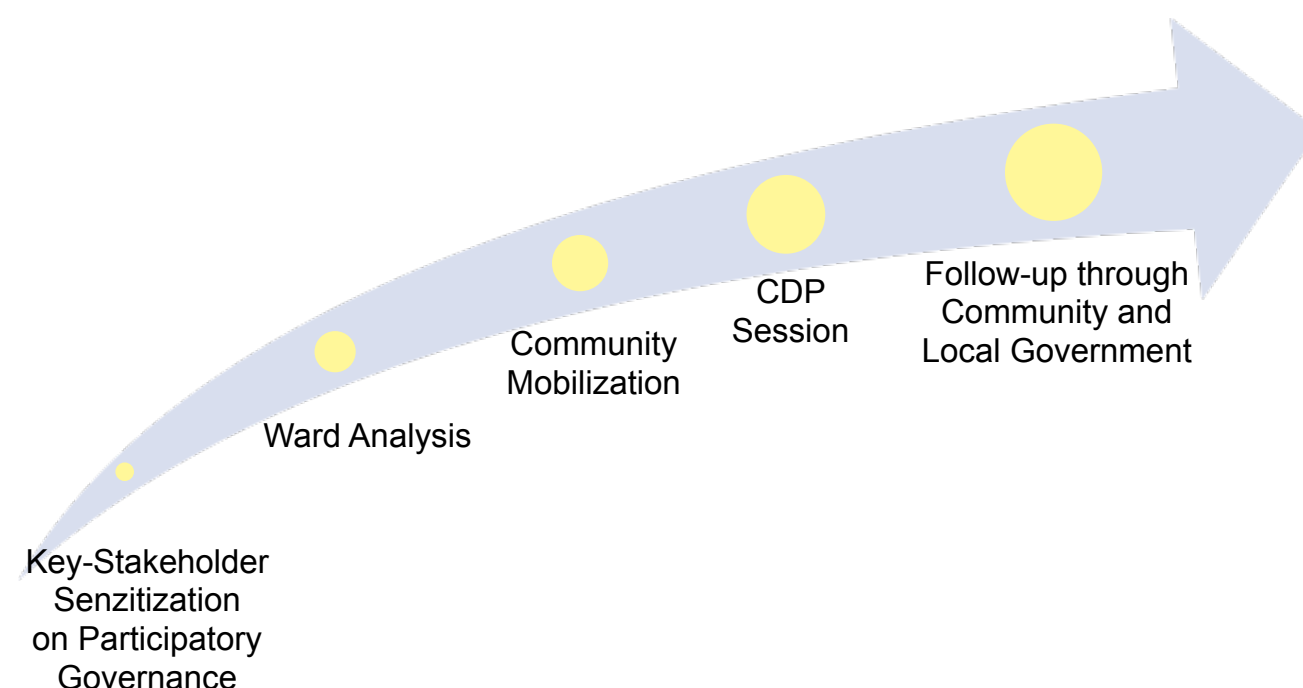 Key-Stakeholder
Senzitization
on Participatory
Governance
Ward Analysis
Community
Mobilization
CDP
Session
Follow-up through
Community and
Local Government